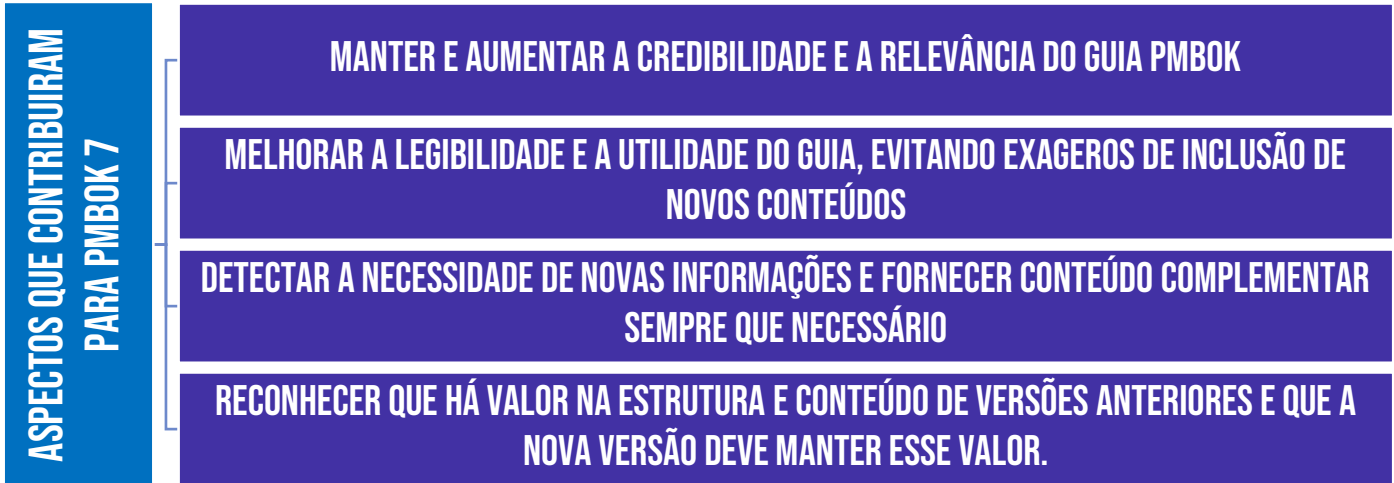 ASPECTOS QUE CONTRIBUIRAM
PARA PMBOK 7
MANTER E AUMENTAR A CREDIBILIDADE E A RELEVÂNCIA DO GUIA PMBOK
MELHORAR A LEGIBILIDADE E A UTILIDADE DO GUIA, EVITANDO EXAGEROS DE INCLUSÃO DE
NOVOS CONTEÚDOS
DETECTAR A NECESSIDADE DE NOVAS INFORMAÇÕES E FORNECER CONTEÚDO COMPLEMENTAR
SEMPRE QUE NECESSÁRIO
RECONHECER QUE HÁ VALOR NA ESTRUTURA E CONTEÚDO DE VERSÕES ANTERIORES E QUE A
NOVA VERSÃO DEVE MANTER ESSE VALOR.